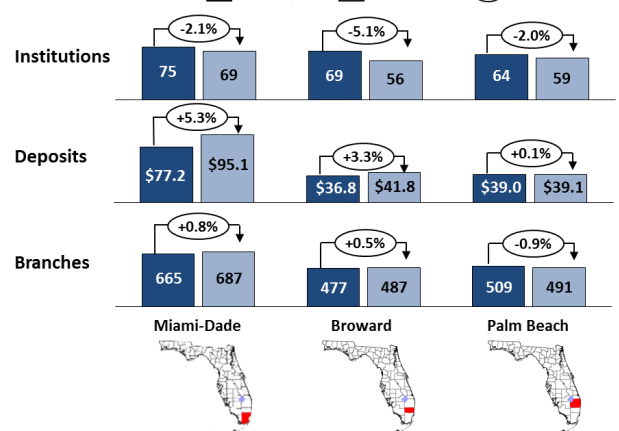 -2.1% -5.1% -2.0%
Institutions 75 69 69 56 64 59
+5.3% +3.3% +0.1%
Deposits $77.2 $95.1 $36.8 $41.8 $39.0 $39.1
+0.8% +0.5% -0.9%
Branches 665 687 477 487 509 491
Miami-Dade Broward Palm Beach